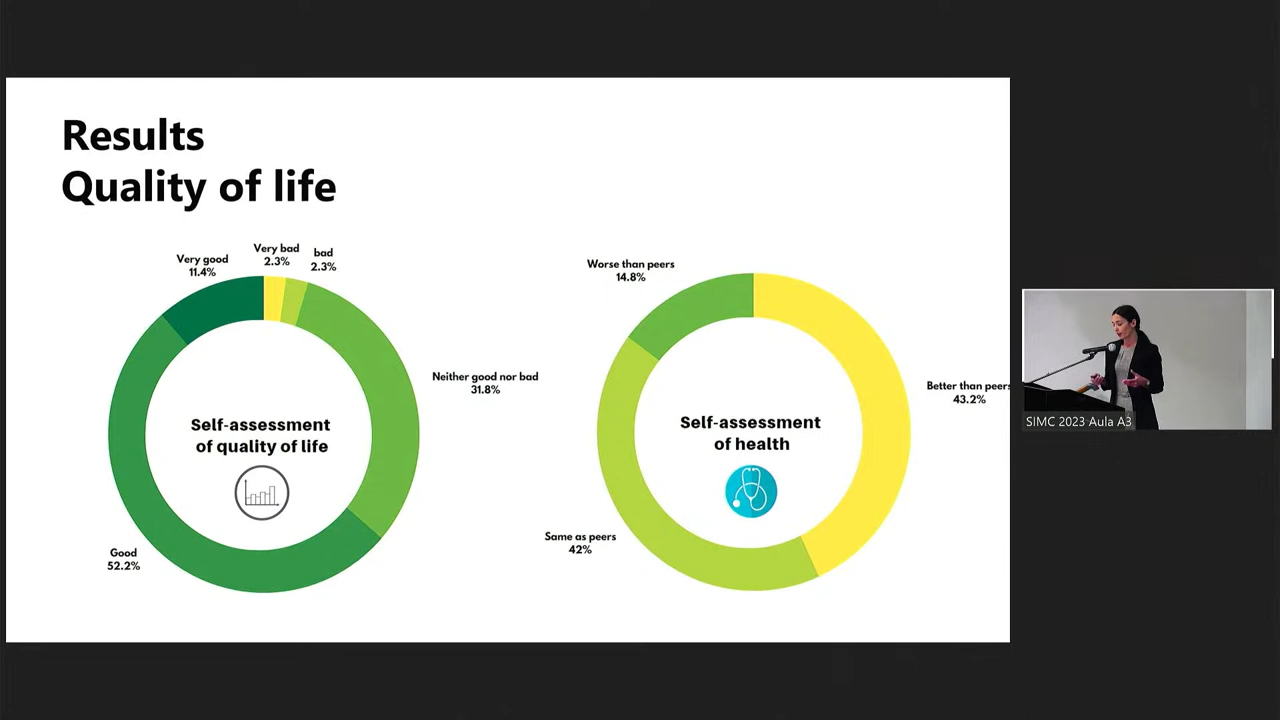 Results
Quality of life
Very good
11.4%
Very bad
2.3%
bad
2.3%
Neither good nor bad
31.8%
Good
52.2%
Self-assessment
of quality of life
Worse than peers
14.8%
Better than peers
43.2%
Same as peers
42%
Self-assessment
of health
SIMC 2023 Aula A3